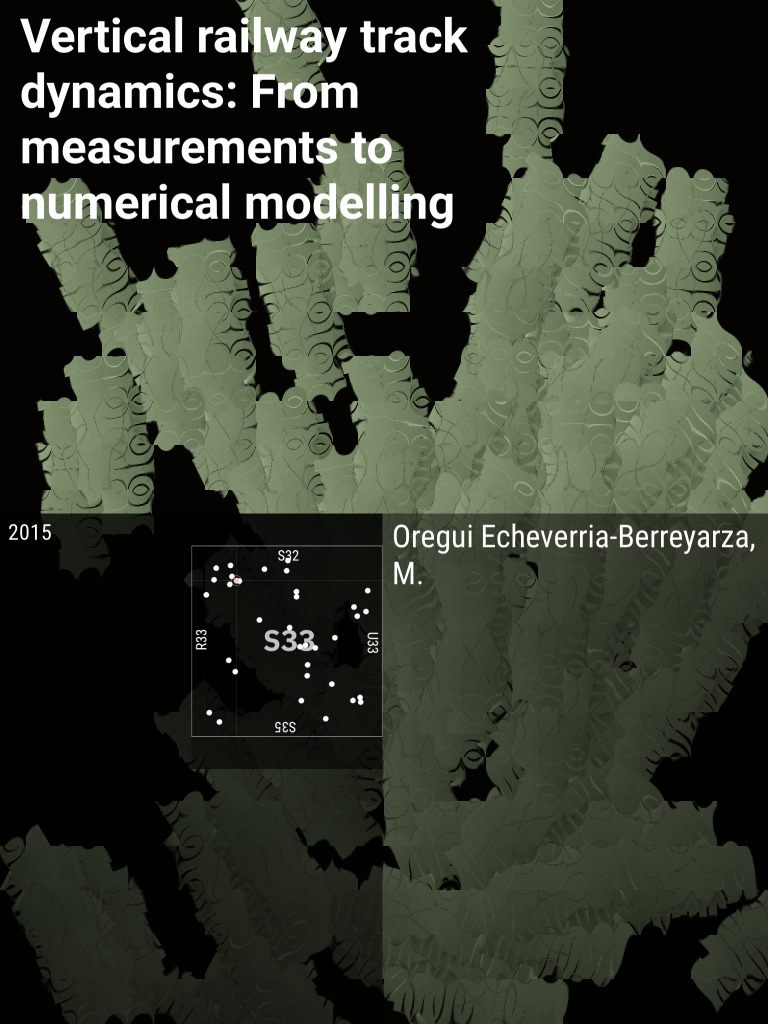 Vertical railway track
dynamics: From
measurements to
numerical modelling
2015
Oregui Echeverria-Berreyarza,
M.
S32
R33
S33
U33
S35